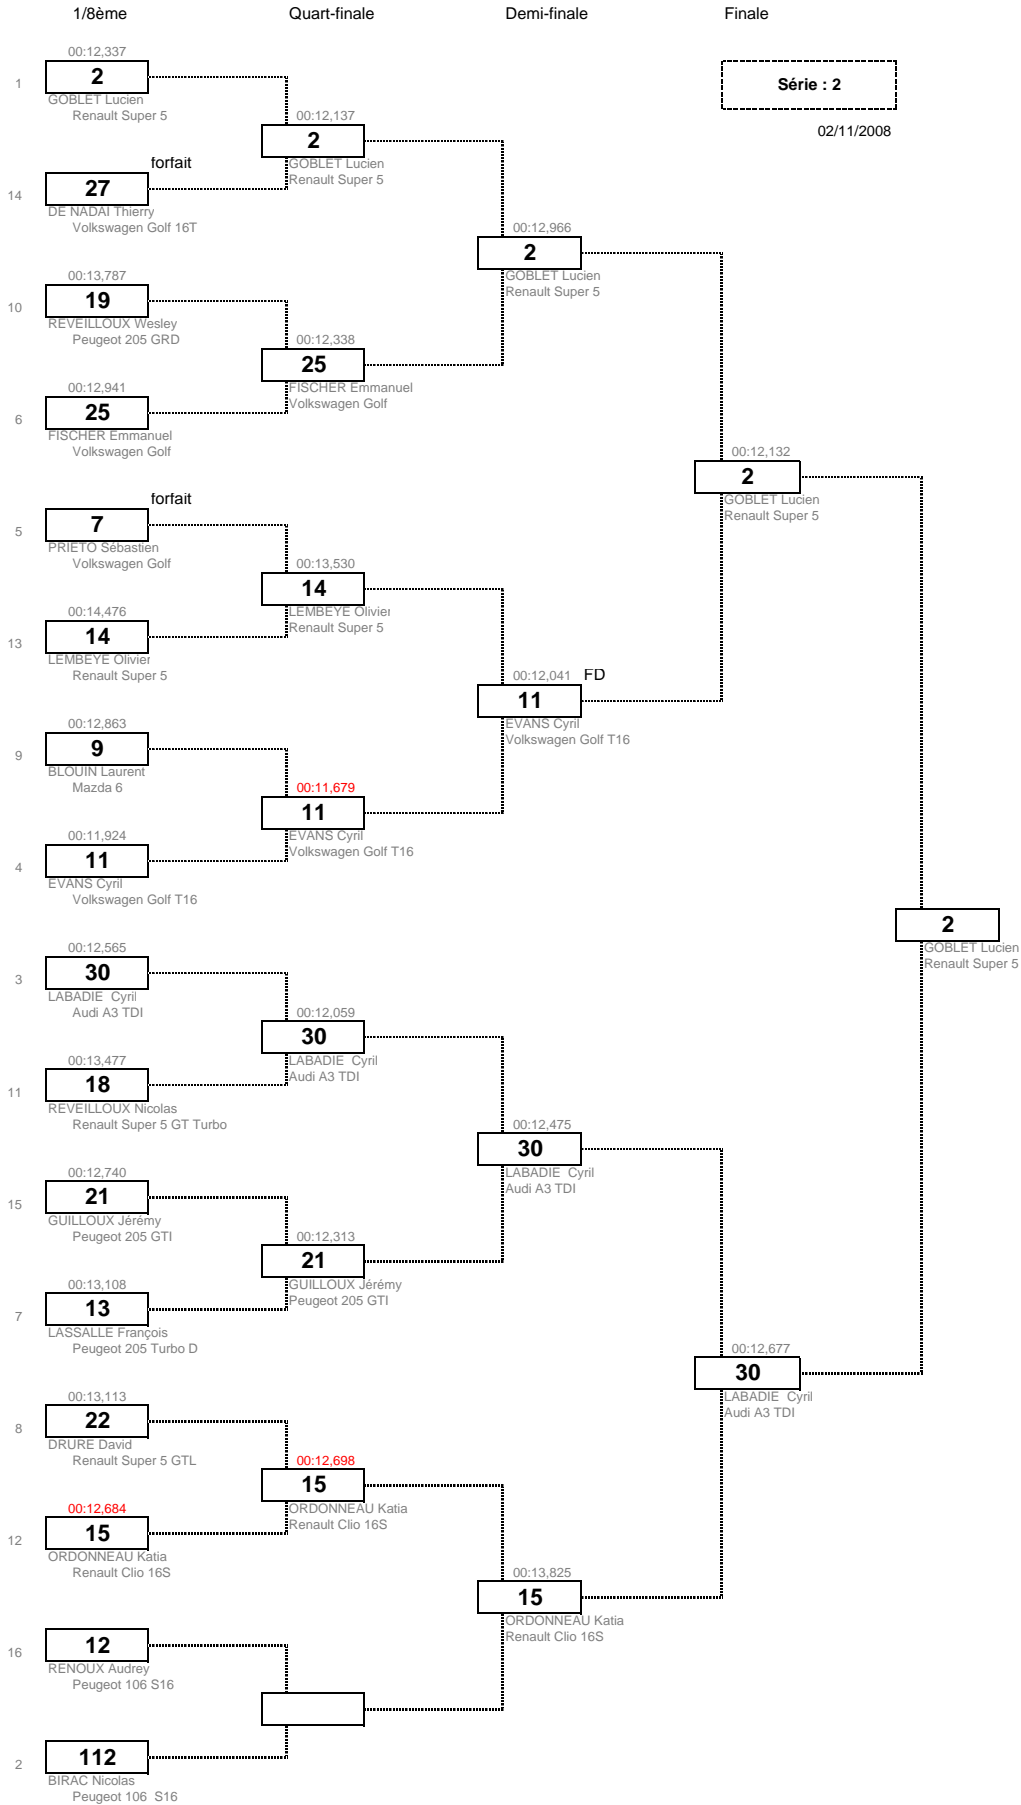 1/8ème Quart-finale Demi-finale Finale
00:12,337
1 2
GOBLET Lucien
Renault Super 5
Série : 2
02/11/2008
00:12,137
2
GOBLET Lucien
Renault Super 5
forfait
14 27
DE NADAI Thierry
Volkswagen Golf 16T
00:12,966
2
GOBLET Lucien
Renault Super 5
00:13,787
10 19
REVEILLOUX Wesley
Peugeot 205 GRD
00:12,338
25
FISCHER Emmanuel
Volkswagen Golf
00:12,941
6 25
FISCHER Emmanuel
Volkswagen Golf
00:12,132
2
GOBLET Lucien
Renault Super 5
forfait
5 7
PRIETO Sébastien
Volkswagen Golf
00:13,530
14
LEMBEYE Olivier
Renault Super 5
00:14,476
13 14
LEMBEYE Olivier
Renault Super 5
00:12,041 FD
11
EVANS Cyril
Volkswagen Golf T16
00:12,863
9 9
BLOUIN Laurent
Mazda 6
00:11,679
11
EVANS Cyril
Volkswagen Golf T16
00:11,924
4 11
EVANS Cyril
Volkswagen Golf T16
2
GOBLET Lucien
Renault Super 5
00:12,565
3 30
LABADIE  Cyril
Audi A3 TDI
00:12,059
30
LABADIE  Cyril
Audi A3 TDI
00:13,477
11 18
REVEILLOUX Nicolas
Renault Super 5 GT Turbo
00:12,475
30
LABADIE  Cyril
Audi A3 TDI
00:12,740
15 21
GUILLOUX Jérémy
Peugeot 205 GTI
00:12,313
21
GUILLOUX Jérémy
Peugeot 205 GTI
00:13,108
7 13
LASSALLE François
Peugeot 205 Turbo D
00:12,677
30
LABADIE  Cyril
Audi A3 TDI
00:13,113
8 22
DRURE David
Renault Super 5 GTL
00:12,698
15
ORDONNEAU Katia
Renault Clio 16S
00:12,684
12 15
ORDONNEAU Katia
Renault Clio 16S
00:13,825
15
ORDONNEAU Katia
Renault Clio 16S
16 12
RENOUX Audrey
Peugeot 106 S16
2 112
BIRAC Nicolas
Peugeot 106  S16